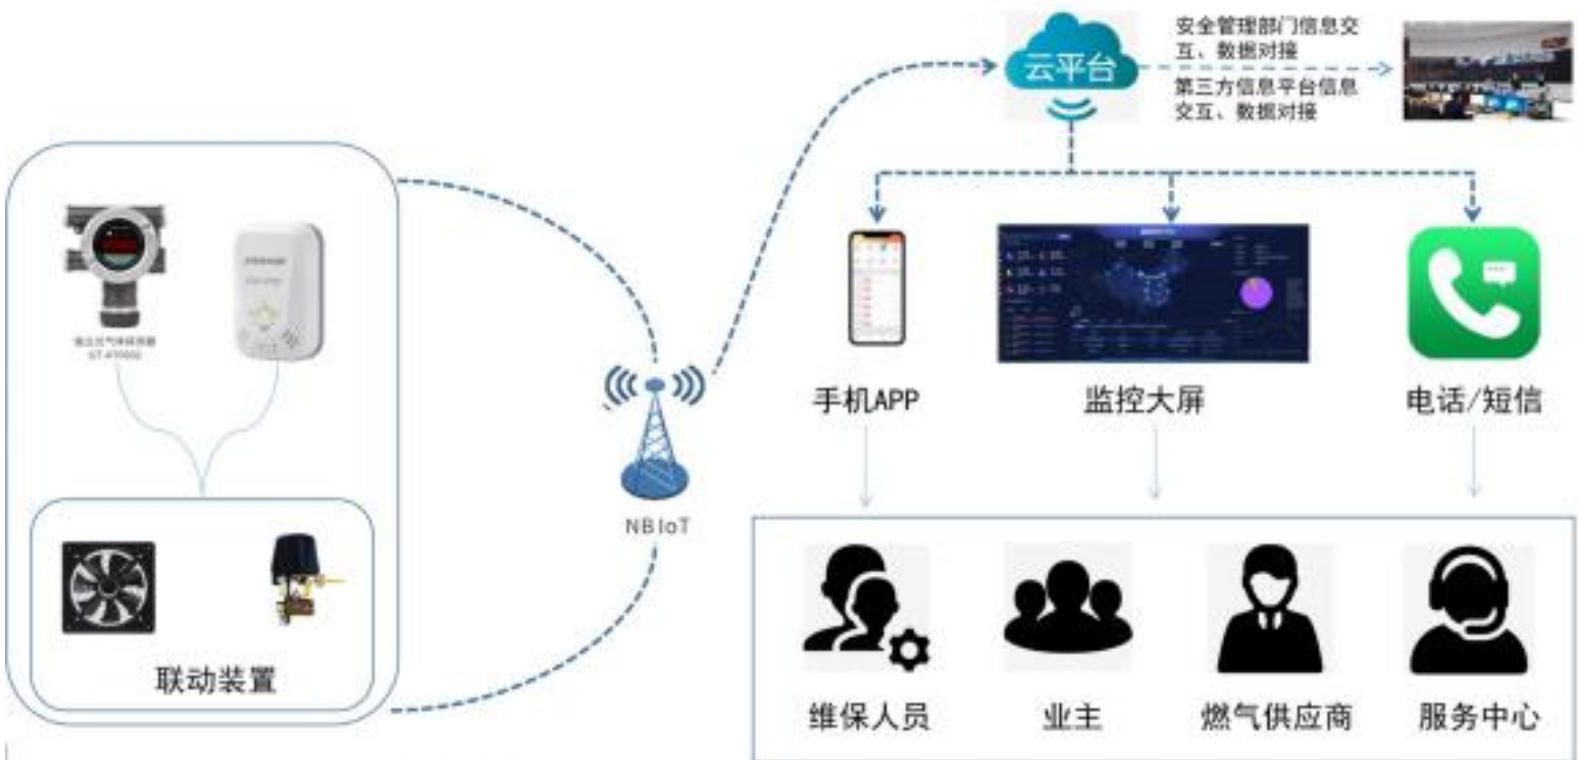 云平台
安全管理部门信息交
互、数据对接
第三方信息平台信息
交互、数据对接
手机APP
监控大屏
电话/短信
NBIoT
联动装置
维保人员
业主
燃气供应商
服务中心